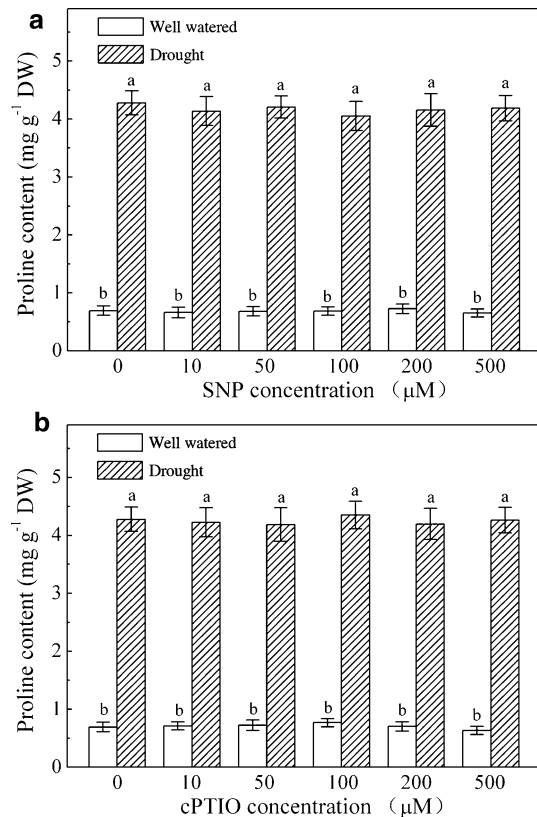 a
Well watered
Drought
Proline content (mg g⁻¹ DW)
5
4
3
2
1
0
a a a a a a
b b b b b b
0 10 50 100 200 500
SNP concentration （μM）
b
Well watered
Drought
Proline content (mg g⁻¹ DW)
5
4
3
2
1
0
a a a a a a
b b b b b b
0 10 50 100 200 500
cPTIO concentration （μM）